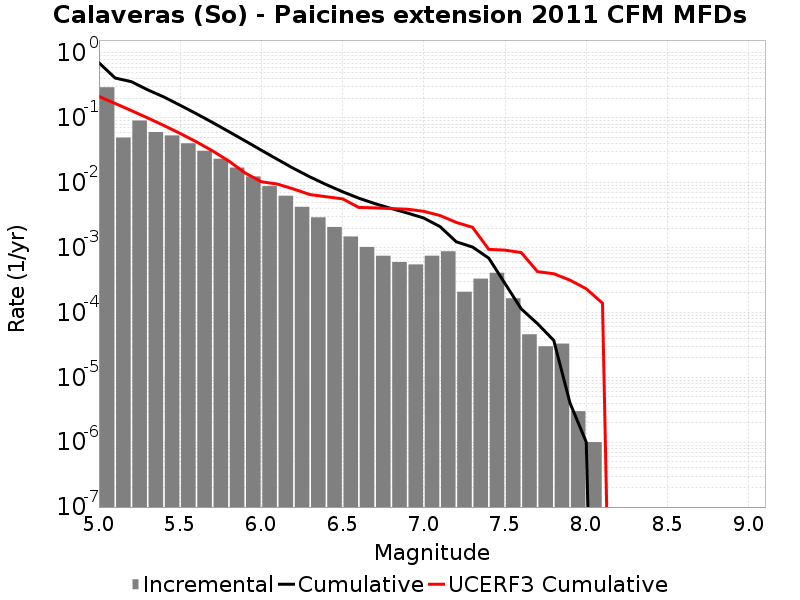 Calaveras (So) - Paicines extension 2011 CFM MFDs
10^0
10^-1
10^-2
10^-3
10^-4
10^-5
10^-6
10^-7
Rate (1/yr)
5.0 5.5 6.0 6.5 7.0 7.5 8.0 8.5 9.0
Magnitude
Incremental Cumulative UCERF3 Cumulative